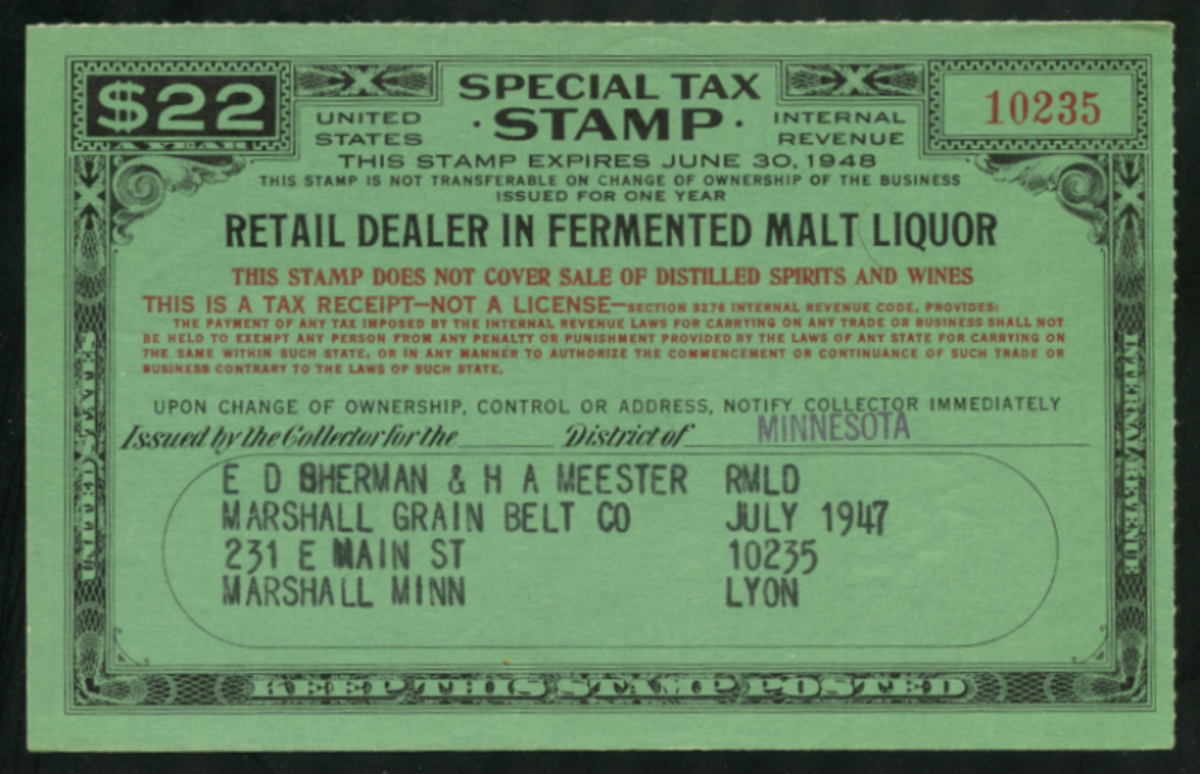 $22
A YEAR
UNITED STATES
SPECIAL TAX
· STAMP ·
INTERNAL REVENUE
10235
THIS STAMP EXPIRES JUNE 30, 1948
THIS STAMP IS NOT TRANSFERABLE ON CHANGE OF OWNERSHIP OF THE BUSINESS
ISSUED FOR ONE YEAR
RETAIL DEALER IN FERMENTED MALT LIQUOR
THIS STAMP DOES NOT COVER SALE OF DISTILLED SPIRITS AND WINES
THIS IS A TAX RECEIPT—NOT A LICENSE—SECTION 3276 INTERNAL REVENUE CODE, PROVIDES:
THE PAYMENT OF ANY TAX IMPOSED BY THE INTERNAL REVENUE LAWS FOR CARRYING ON ANY TRADE OR BUSINESS SHALL NOT
BE HELD TO EXEMPT ANY PERSON FROM ANY PENALTY OR PUNISHMENT PROVIDED BY THE LAWS OF ANY STATE FOR CARRYING ON
THE SAME WITHIN SUCH STATE, OR IN ANY MANNER TO AUTHORIZE THE COMMENCEMENT OR CONTINUANCE OF SUCH TRADE OR
BUSINESS CONTRARY TO THE LAWS OF SUCH STATE.
UPON CHANGE OF OWNERSHIP, CONTROL OR ADDRESS, NOTIFY COLLECTOR IMMEDIATELY
Issued by the Collector for the District of MINNESOTA
E D SHERMAN & H A MEESTER RMLD
MARSHALL GRAIN BELT CO JULY 1947
231 E MAIN ST 10235
MARSHALL MINN LYON
UNITED STATES
INTERNAL REVENUE
KEEP THIS STAMP POSTED